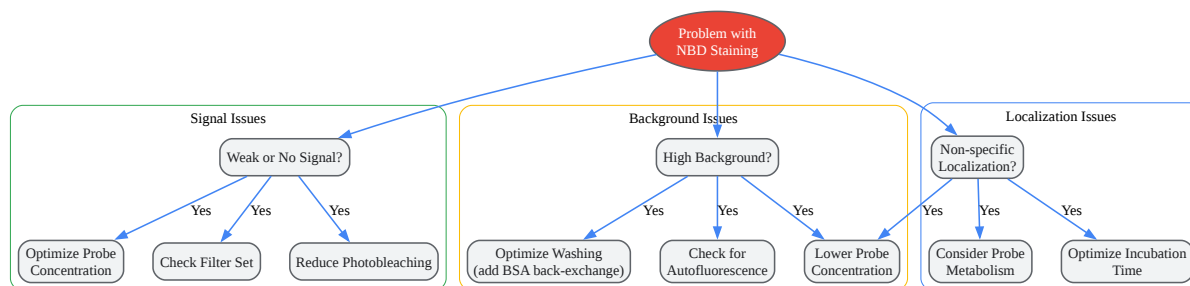 Problem with
NBD Staining
Signal Issues
Background Issues
Localization Issues
Weak or No Signal?
High Background?
Non-specific
Localization?
Yes
Yes
Yes
Yes
Yes
Yes
Yes
Yes
Yes
Optimize Probe
Concentration
Check Filter Set
Reduce Photobleaching
Optimize Washing
(add BSA back-exchange)
Check for
Autofluorescence
Lower Probe
Concentration
Consider Probe
Metabolism
Optimize Incubation
Time